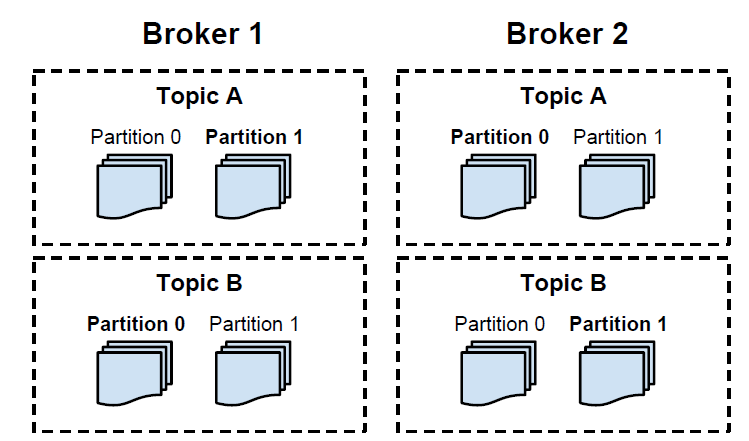 Broker 1 Broker 2
Topic A Topic A
Partition 0 Partition 1 Partition 0 Partition 1
Topic B Topic B
Partition 0 Partition 1 Partition 0 Partition 1